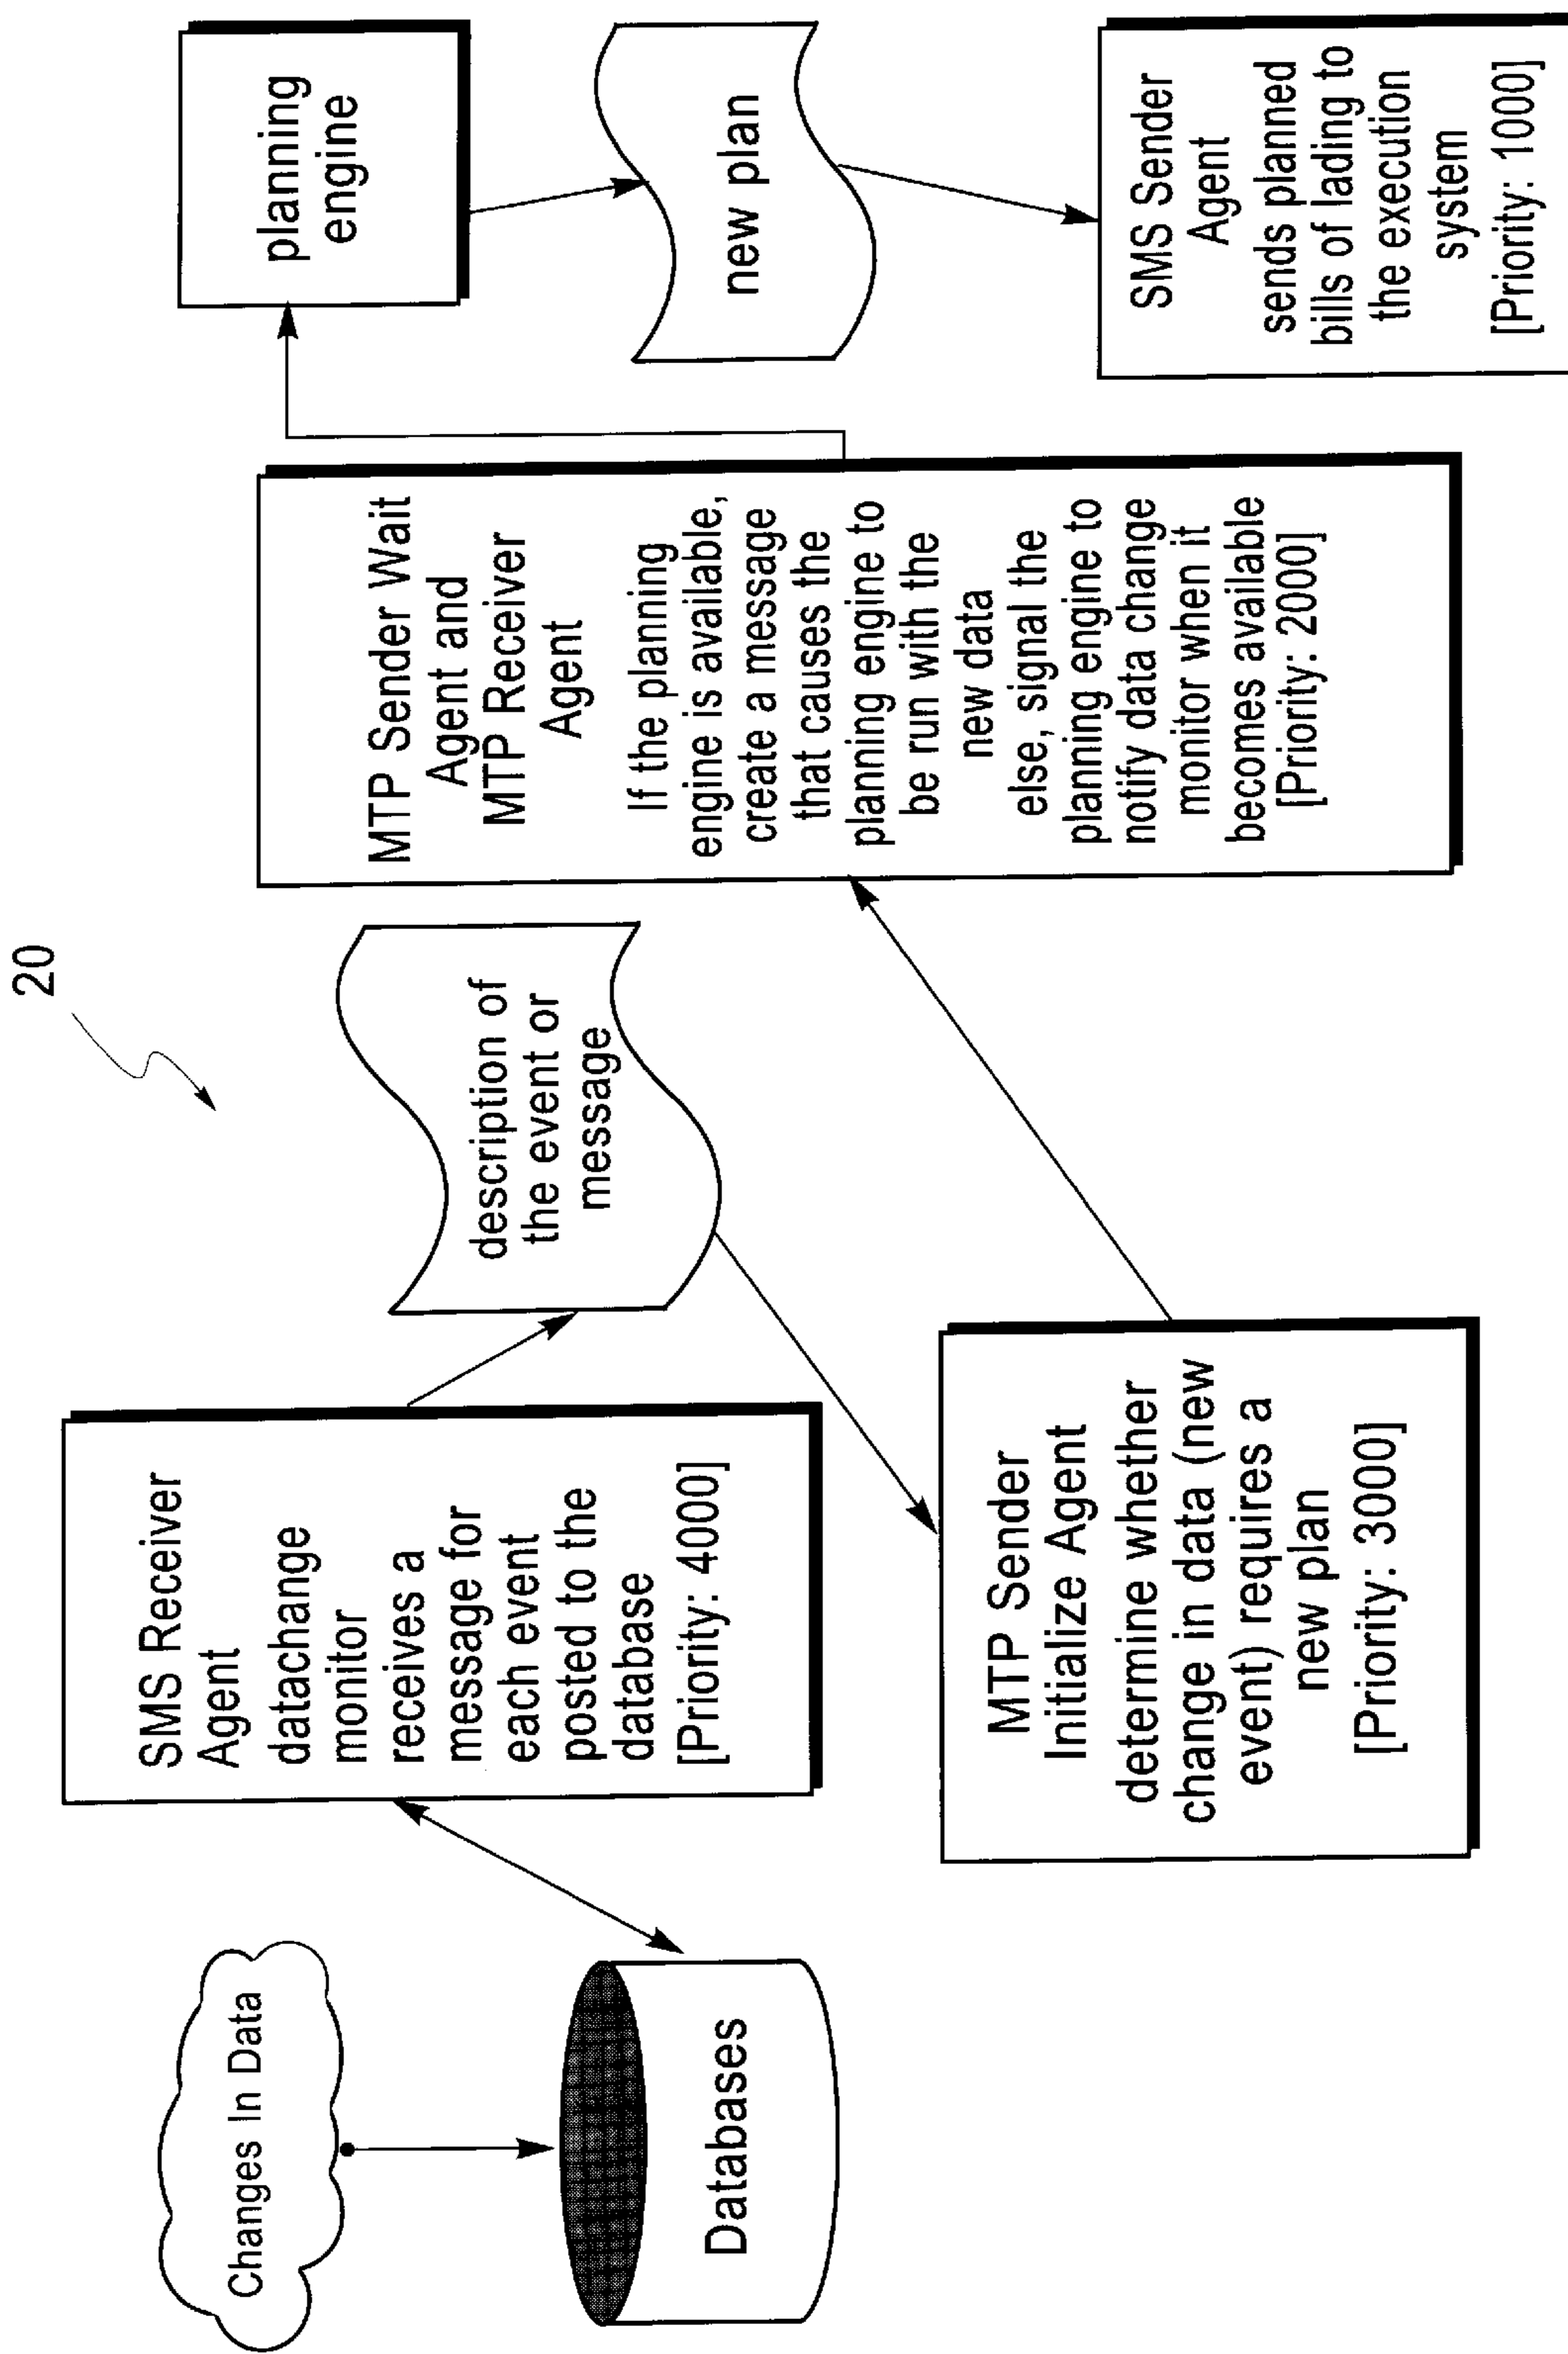 20
Changes In Data
Databases
SMS Receiver
Agent
datachange
monitor
receives a
message for
each event
posted to the
database
[Priority: 4000]
description of
the event or
message
MTP Sender
Initialize Agent
determine whether
change in data (new
event) requires a
new plan
[Priority: 3000]
MTP Sender Wait
Agent and
MTP Receiver
Agent
If the planning
engine is available,
create a message
that causes the
planning engine to
be run with the
new data
else, signal the
planning engine to
notify data change
monitor when it
becomes available
[Priority: 2000]
planning
engine
new plan
SMS Sender
Agent
sends planned
bills of lading to
the execution
system
[Priority: 1000]